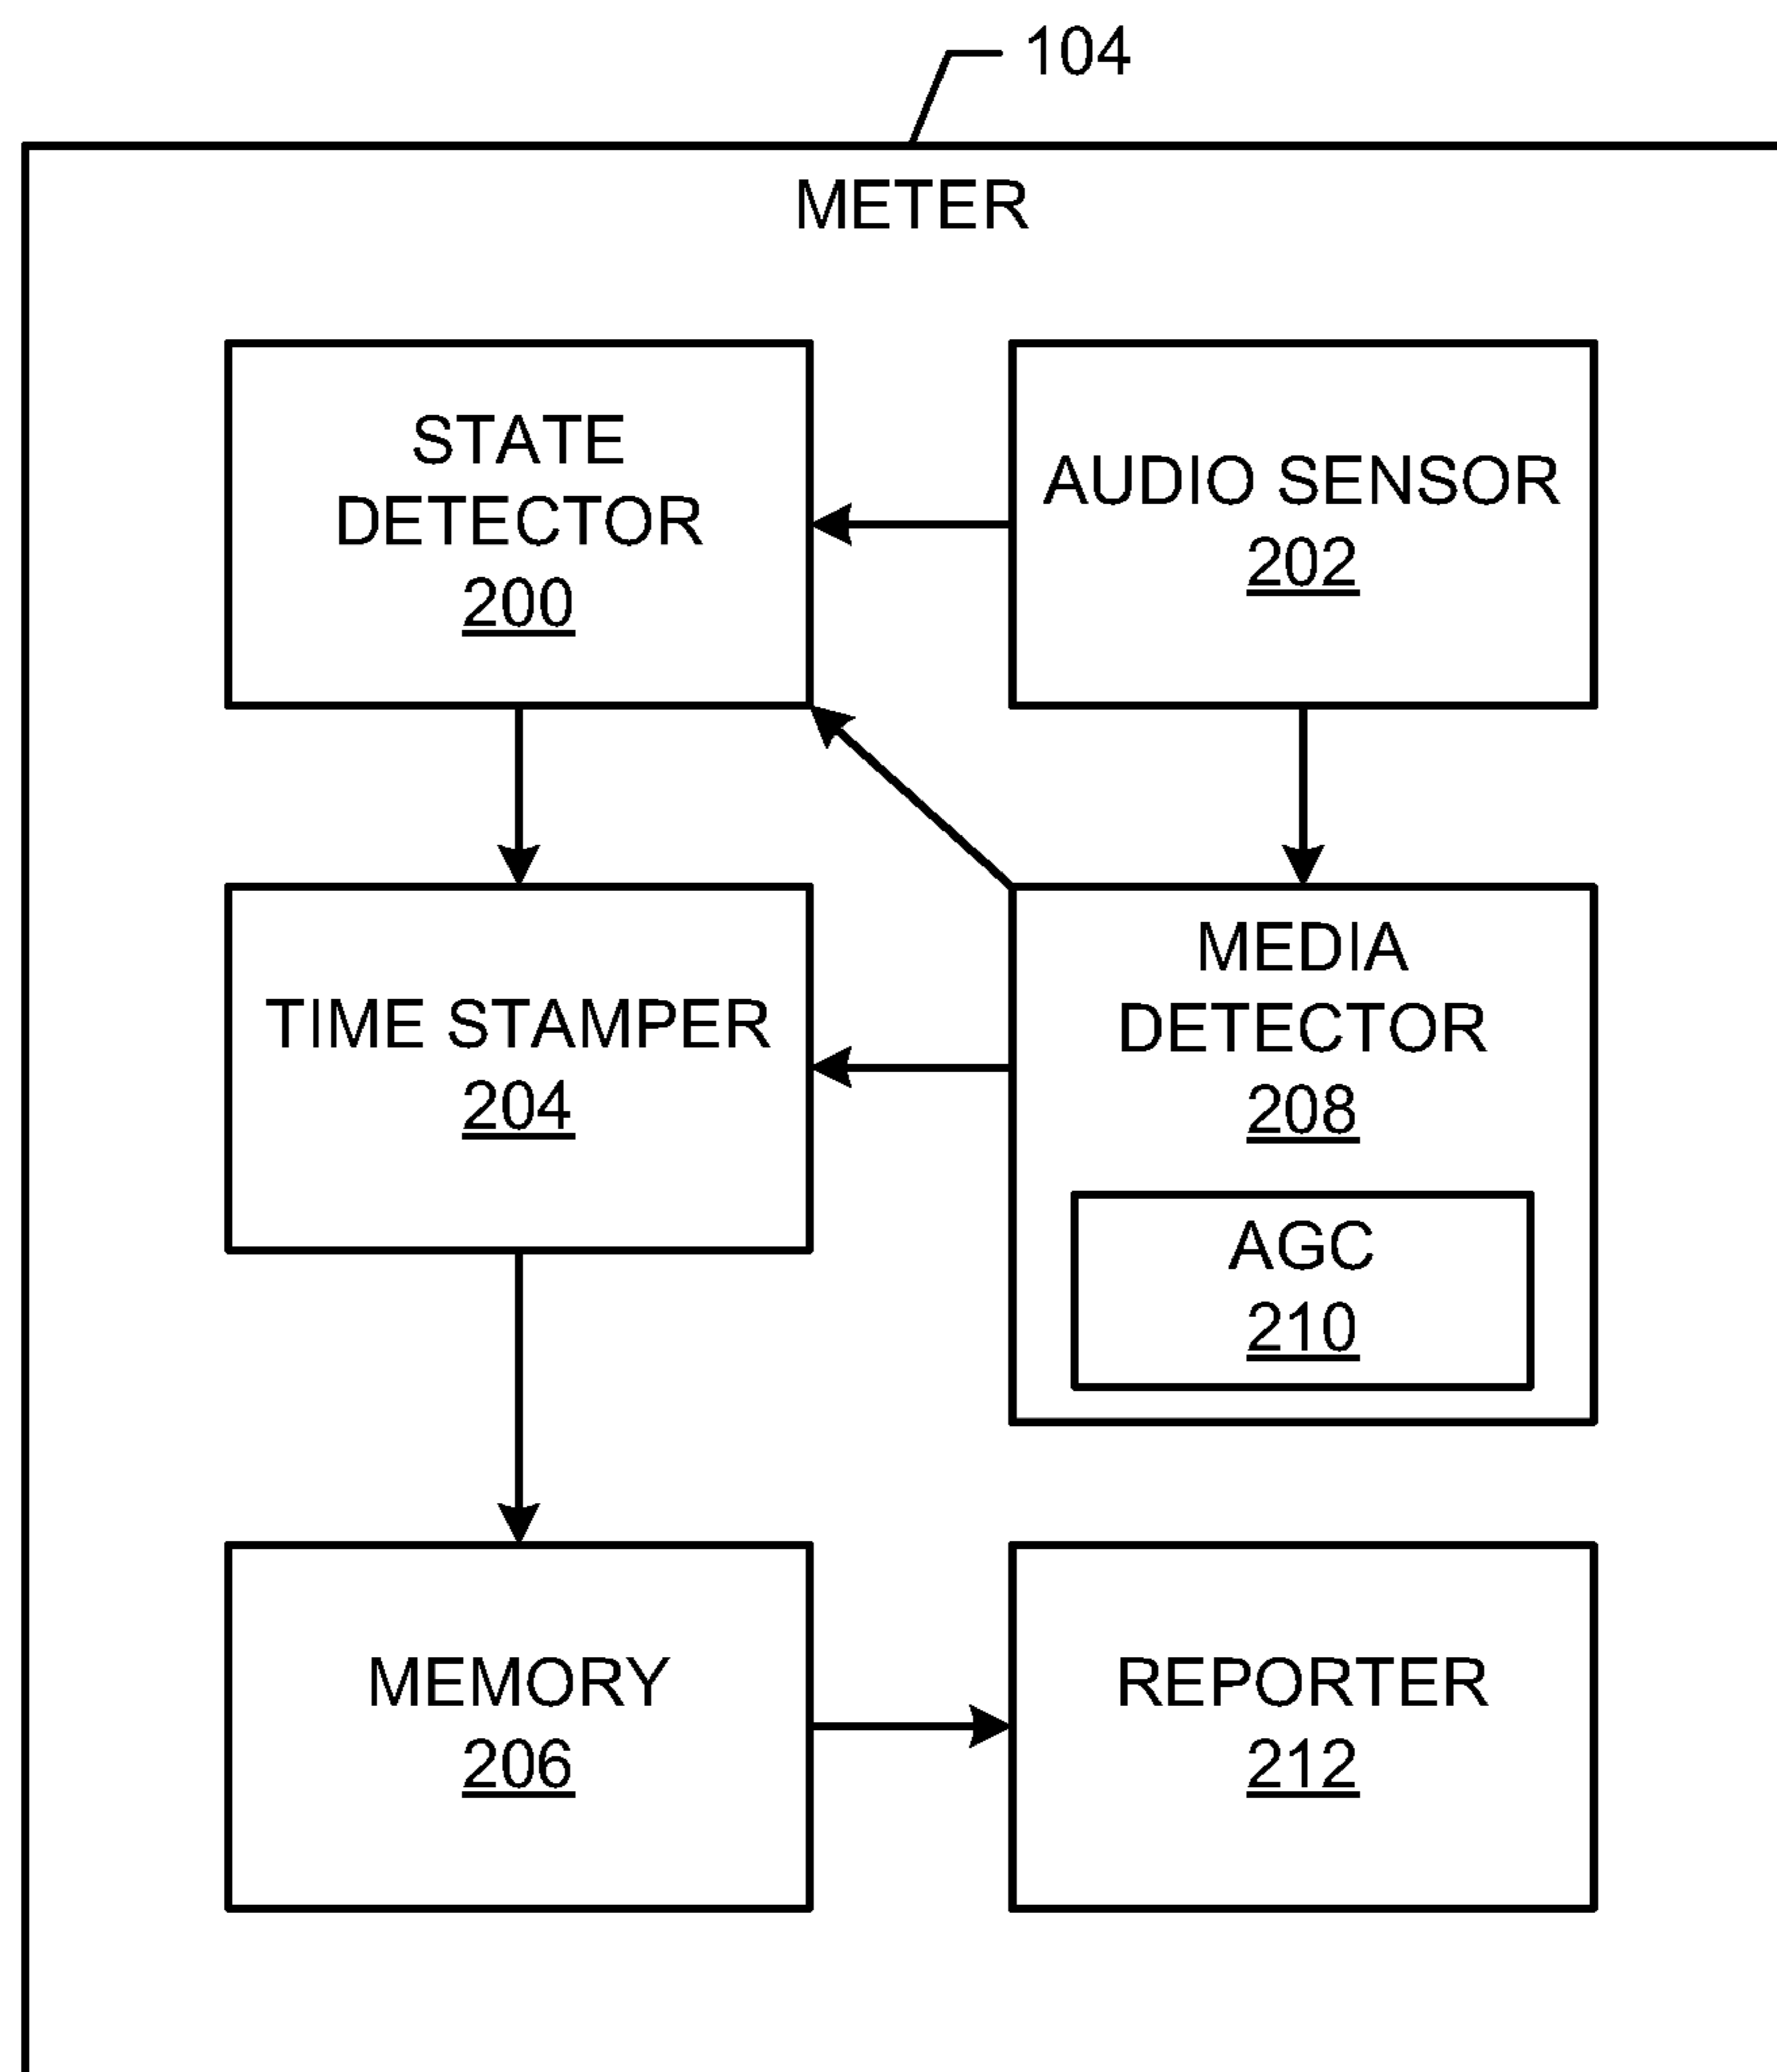 104
METER
STATE
DETECTOR
200
AUDIO SENSOR
202
TIME STAMPER
204
MEDIA
DETECTOR
208
AGC
210
MEMORY
206
REPORTER
212